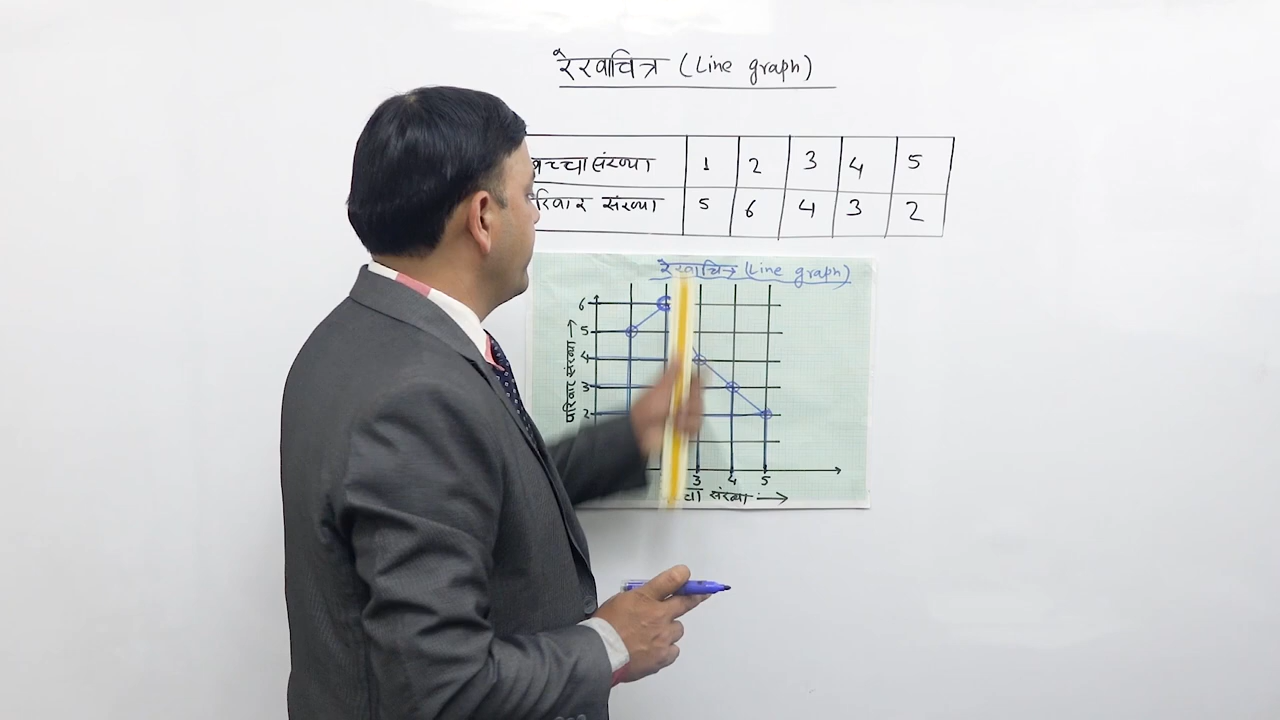 रेखाचित्र (Line graph)
बच्चा संख्या 1 2 3 4 5
संख्या 5 6 4 3 2
रेखाचित्र (Line graph)
6
5
4
3
2
परिवार संख्या →
3 4 5
संख्या →